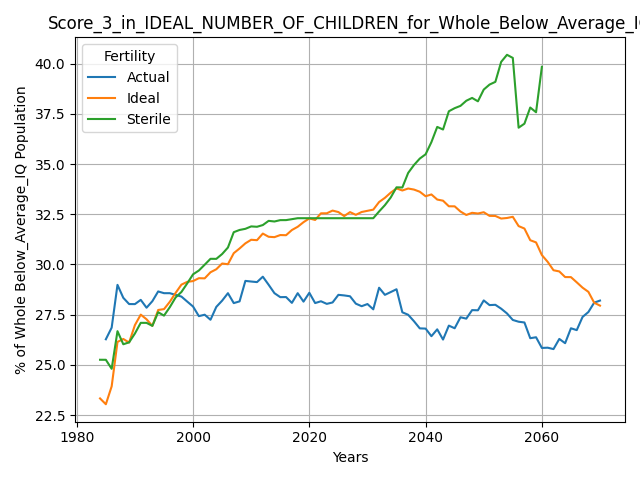 Score_3_in_IDEAL_NUMBER_OF_CHILDREN_for_Whole_Below_Average_I
% of Whole Below_Average_IQ Population
40.0
37.5
35.0
32.5
30.0
27.5
25.0
22.5
Fertility
Actual
Ideal
Sterile
1980
2000
2020
2040
2060
Years